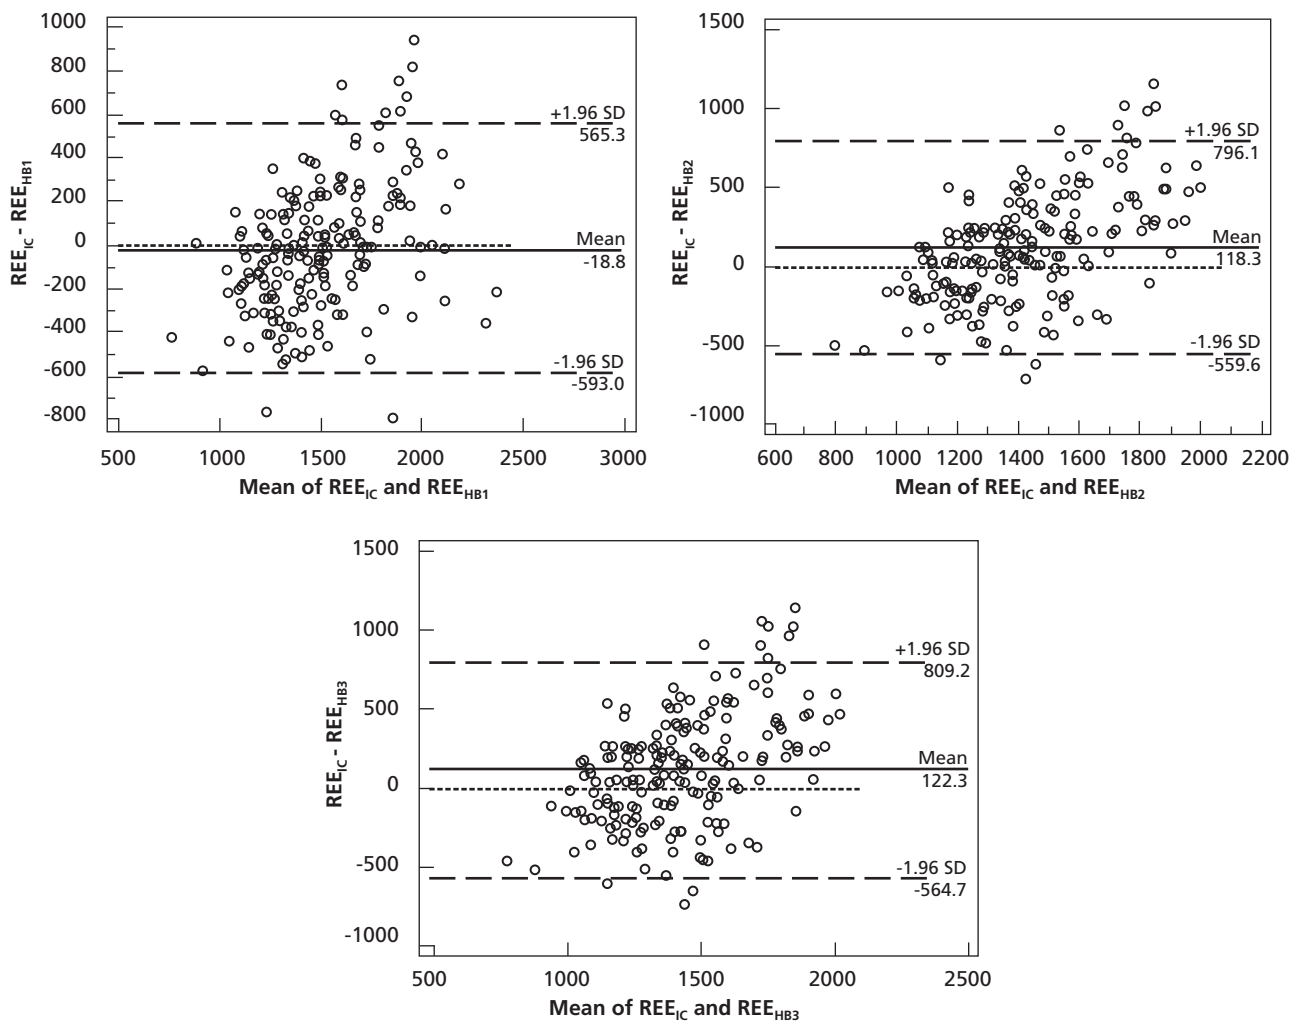 1000
800
600
400
200
0
-200
-400
-600
-800
REE_IC - REE_HB1
+1.96 SD
565.3
Mean
-18.8
-1.96 SD
-593.0
500 1000 1500 2000 2500 3000
Mean of REE_IC and REE_HB1
1500
1000
500
0
-500
-1000
REE_IC - REE_HB2
+1.96 SD
796.1
Mean
118.3
-1.96 SD
-559.6
600 800 1000 1200 1400 1600 1800 2000 2200
Mean of REE_IC and REE_HB2
1500
1000
500
0
-500
-1000
REE_IC - REE_HB3
+1.96 SD
809.2
Mean
122.3
-1.96 SD
-564.7
500 1000 1500 2000 2500
Mean of REE_IC and REE_HB3